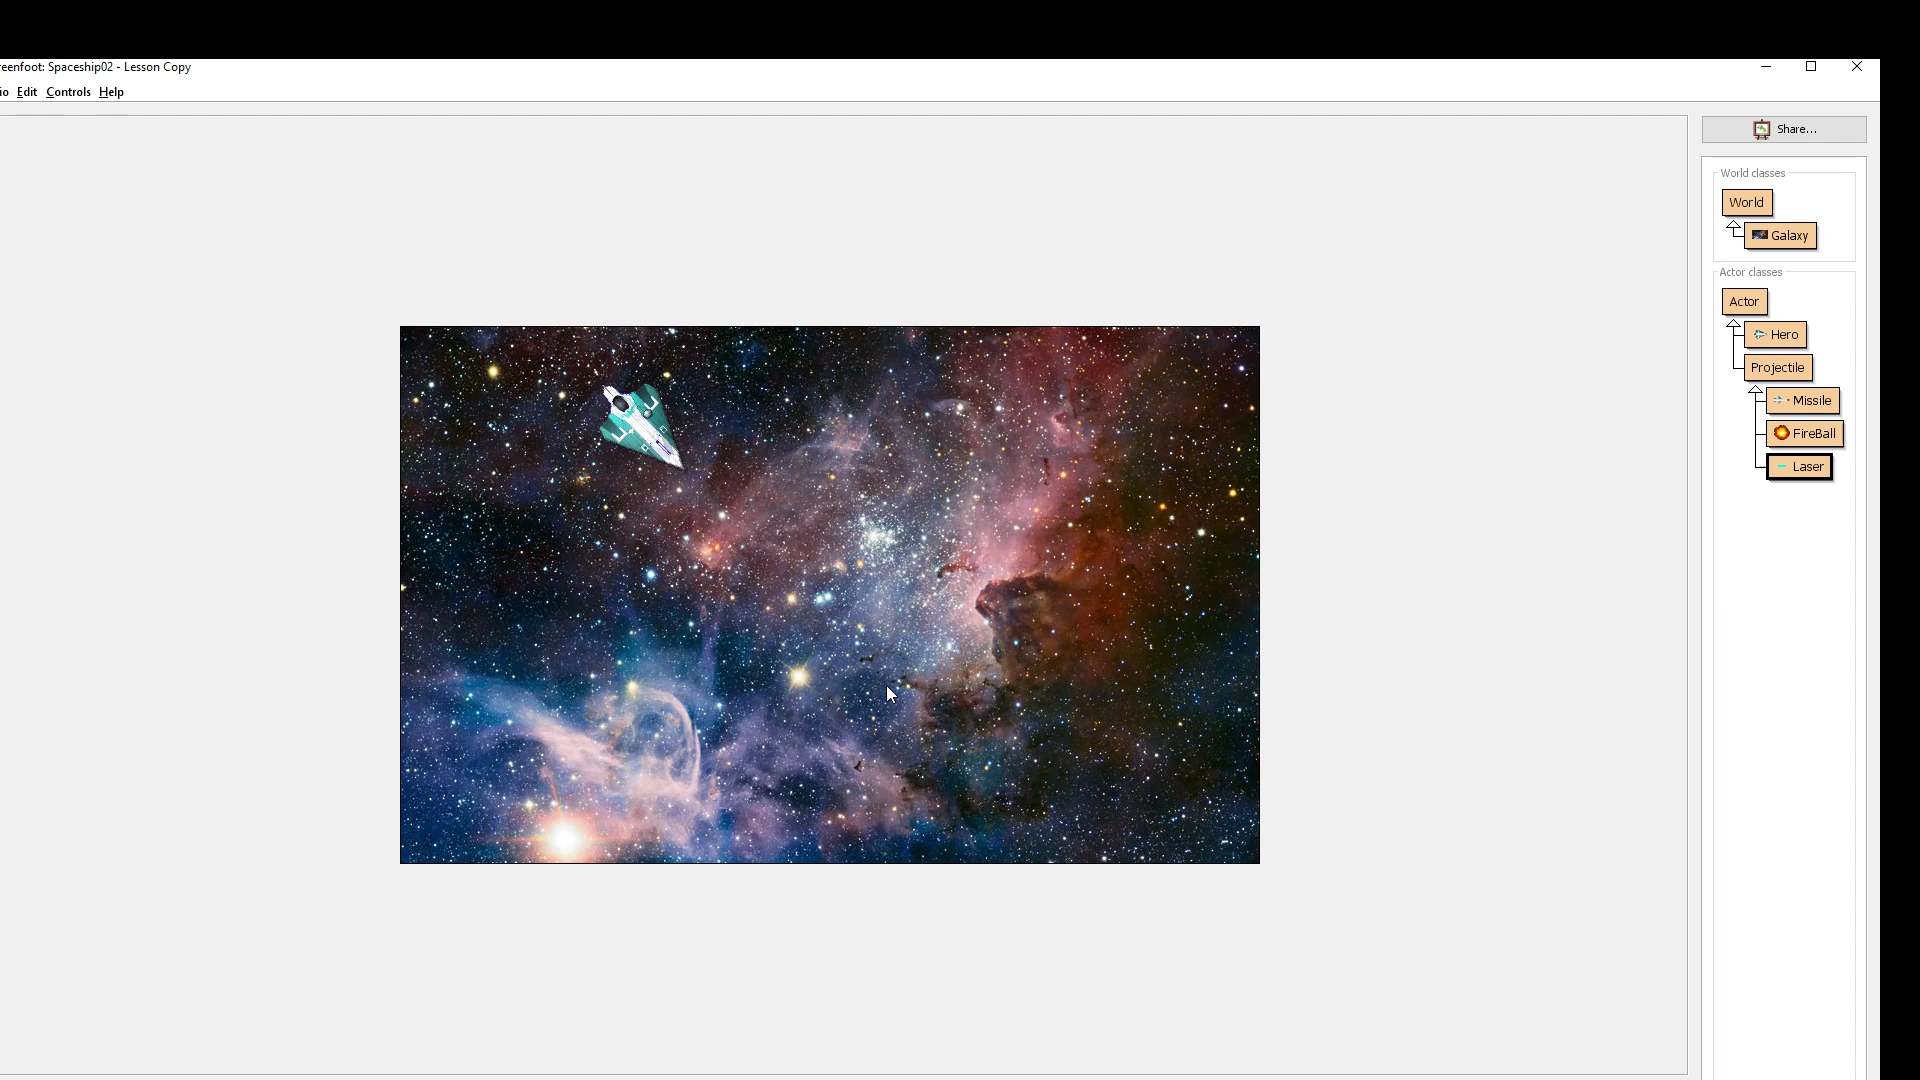 reenfoot: Spaceship02 - Lesson Copy
io Edit Controls Help
Share...
World classes
World
Galaxy
Actor classes
Actor
Hero
Projectile
Missile
FireBall
Laser